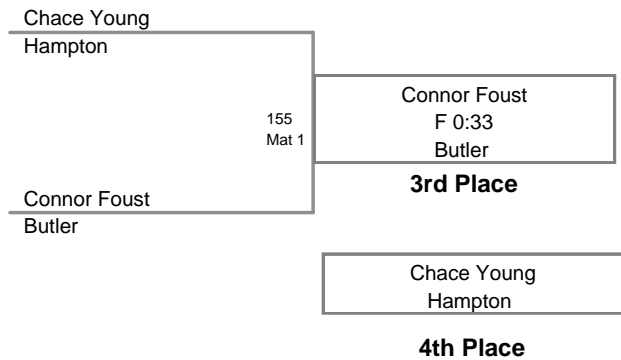 Chace Young
Hampton
155
Mat 1
Connor Foust
F 0:33
Butler
3rd Place
Connor Foust
Butler
Chace Young
Hampton
4th Place